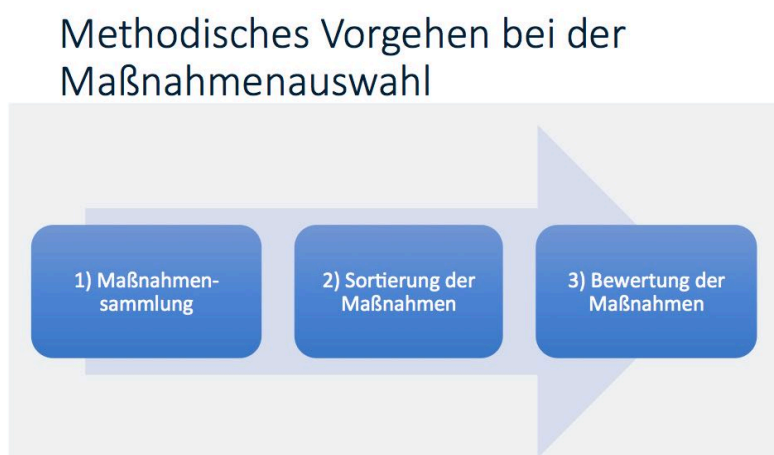 Methodisches Vorgehen bei der
Maßnahmenauswahl
1) Maßnahmen-
sammlung
2) Sortierung der
Maßnahmen
3) Bewertung der
Maßnahmen